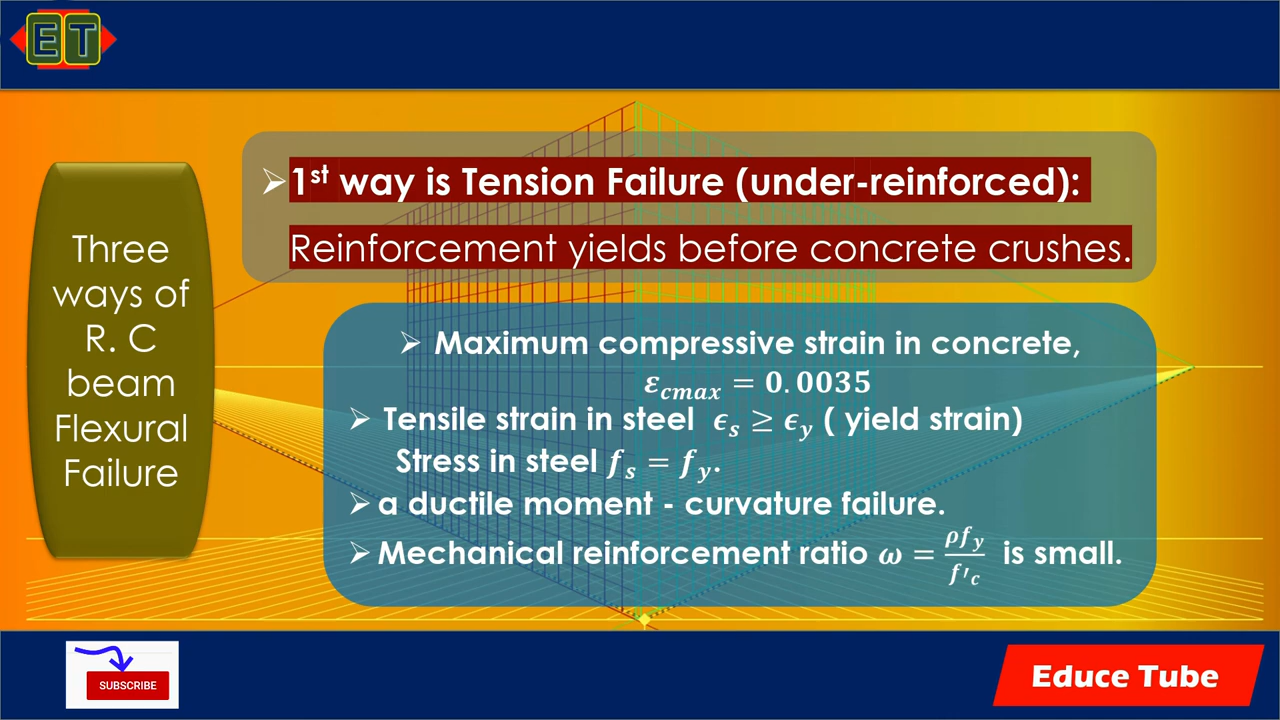 ET
Three
ways of
R. C
beam
Flexural
Failure
➢1st way is Tension Failure (under-reinforced):
Reinforcement yields before concrete crushes.
➢ Maximum compressive strain in concrete,
εcmax = 0.0035
➢ Tensile strain in steel ϵs ≥ ϵy ( yield strain)
Stress in steel fs = fy.
➢ a ductile moment - curvature failure.
➢ Mechanical reinforcement ratio ω = ρfy/f′c is small.
SUBSCRIBE
Educe Tube